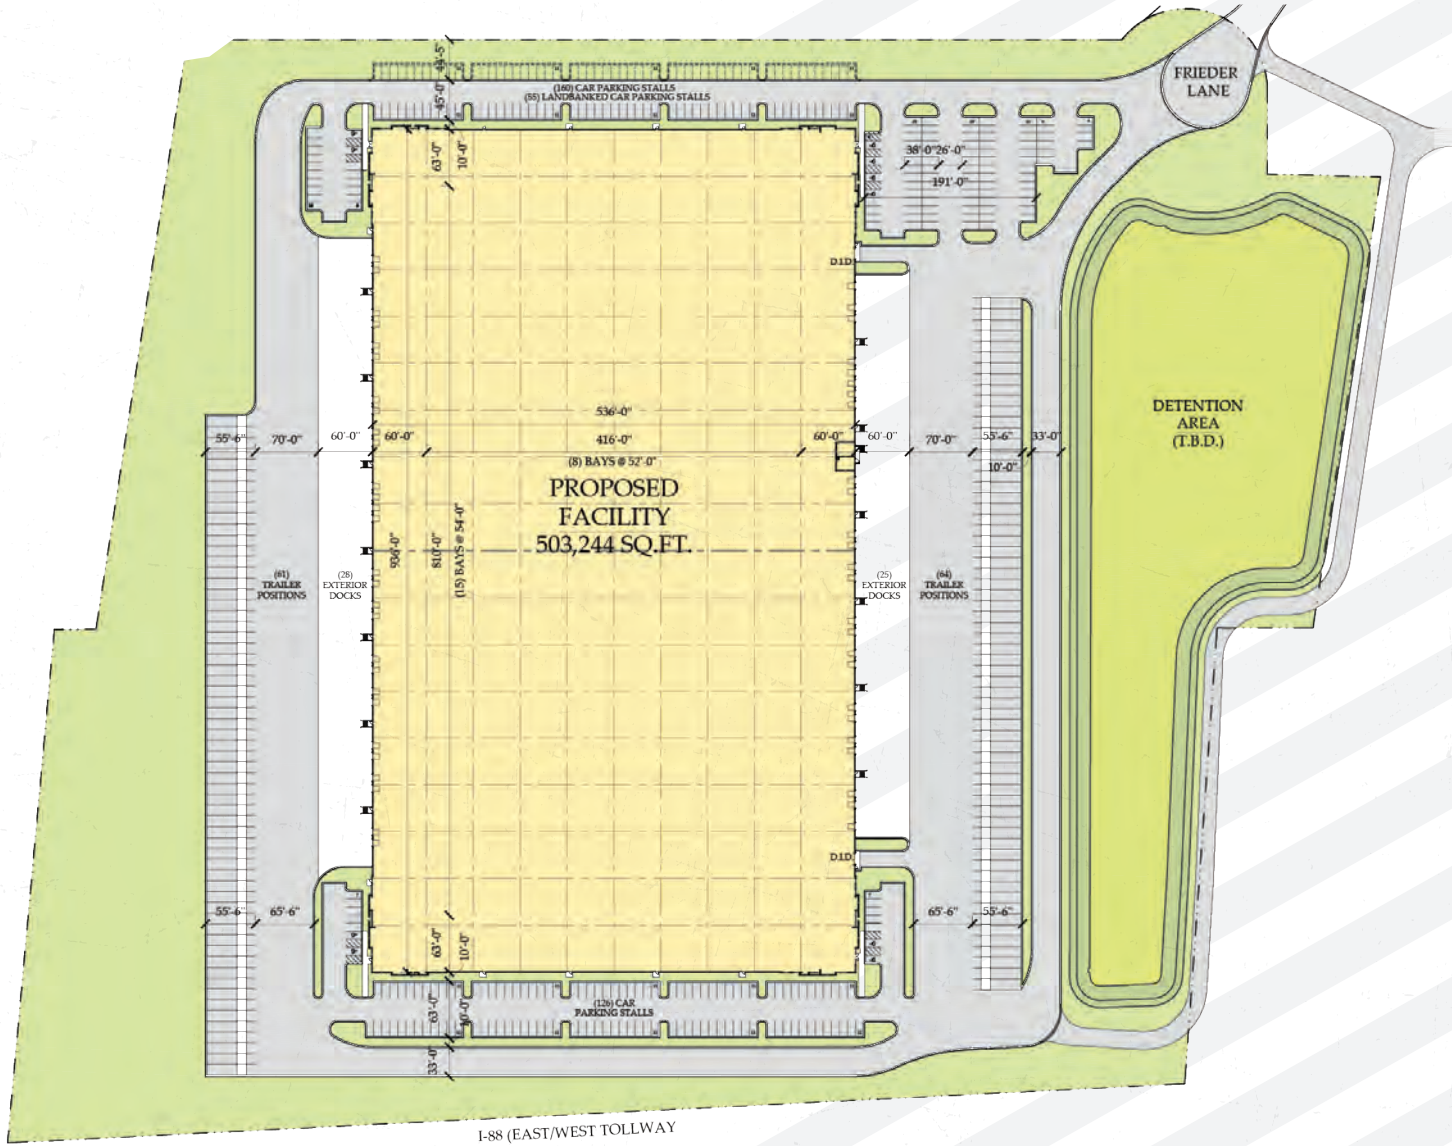 44'-5"
FRIEDER
LANE
(160) CAR PARKING STALLS
(55) LANDBANKED CAR PARKING STALLS
45'-0"
63'-0"
10'-0"
38'-0"
26'-0"
191'-0"
D.I.D.
DETENTION
AREA
(T.B.D.)
536'-0"
55'-6"
70'-0"
60'-0"
60'-0"
416'-0"
60'-0"
60'-0"
70'-0"
55'-6"
33'-0"
(8) BAYS @ 52'-0"
10'-0"
PROPOSED
FACILITY
503,244 SQ.FT.
936'-0"
810'-0"
(15) BAYS @ 54'-0"
(61)
TRAILER
POSITIONS
(28)
EXTERIOR
DOCKS
(25)
EXTERIOR
DOCKS
(64)
TRAILER
POSITIONS
D.I.D.
55'-6"
65'-6"
65'-6"
55'-6"
63'-0"
10'-0"
(126) CAR
PARKING STALLS
63'-0"
10'-0"
33'-0"
I-88 (EAST/WEST TOLLWAY